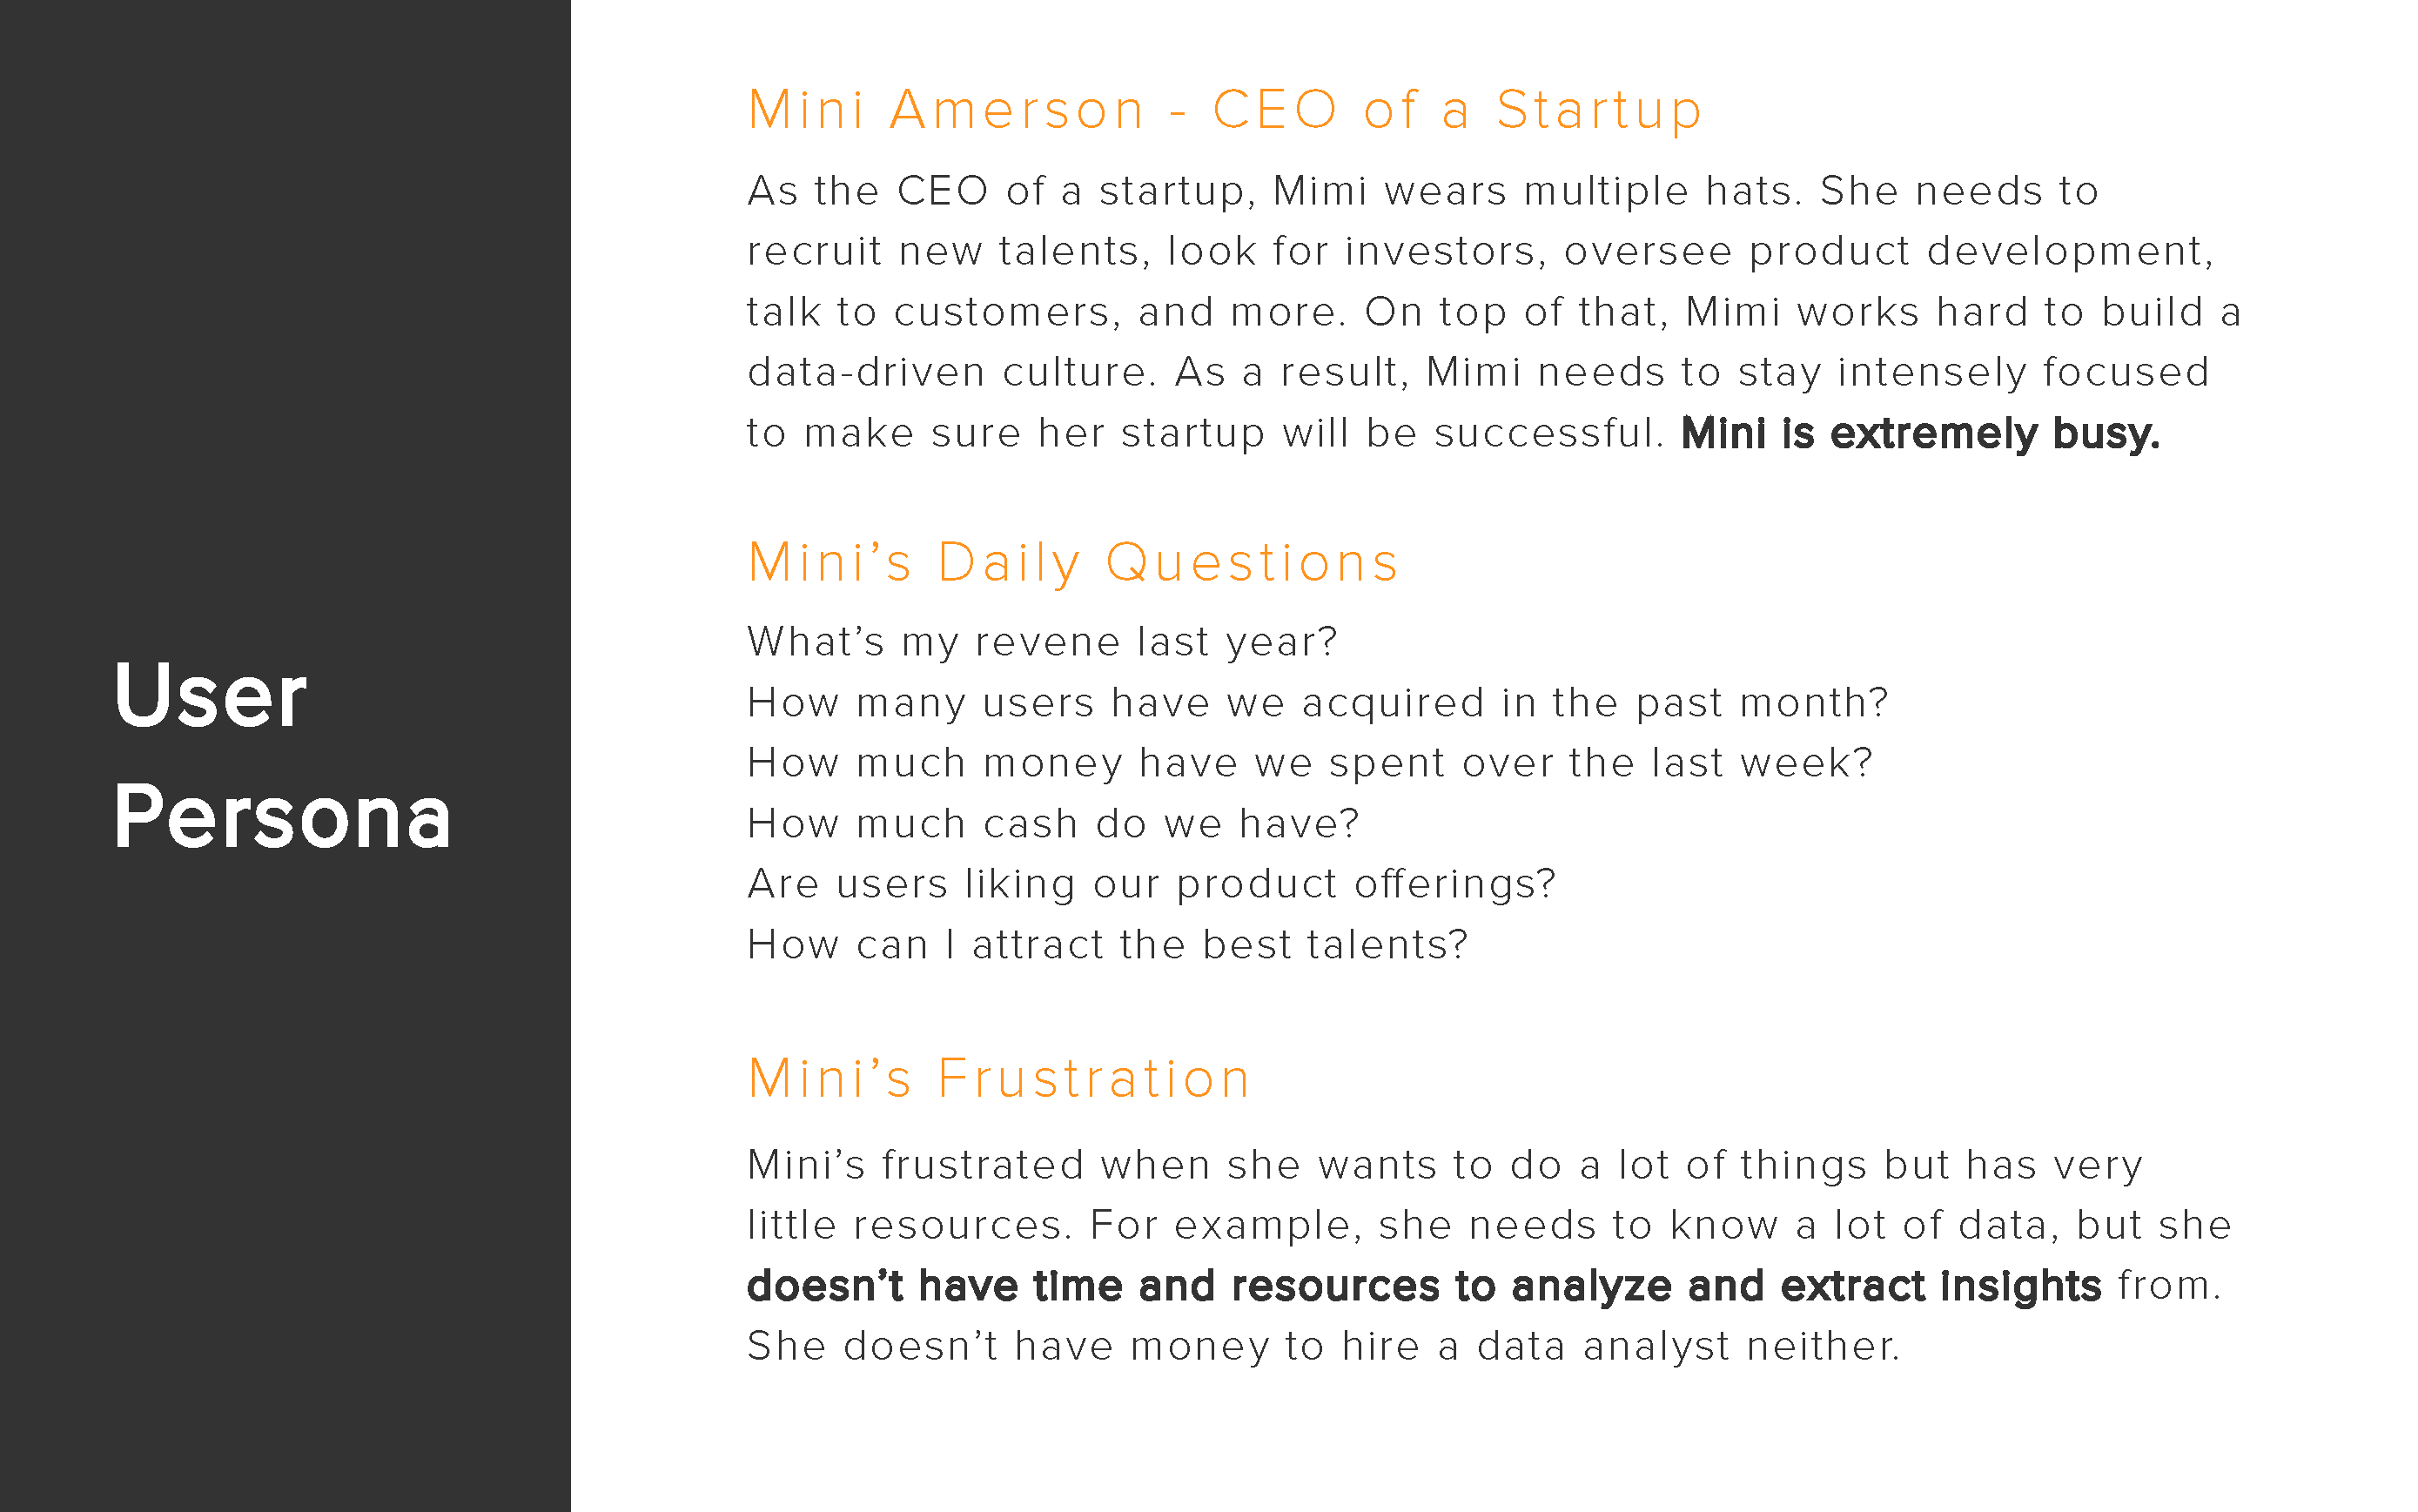 User
Persona
Mini Amerson - CEO of a Startup
As the CEO of a startup, Mimi wears multiple hats. She needs to
recruit new talents, look for investors, oversee product development,
talk to customers, and more. On top of that, Mimi works hard to build a
data-driven culture. As a result, Mimi needs to stay intensely focused
to make sure her startup will be successful. Mini is extremely busy.
Mini’s Daily Questions
What’s my revene last year?
How many users have we acquired in the past month?
How much money have we spent over the last week?
How much cash do we have?
Are users liking our product offerings?
How can I attract the best talents?
Mini’s Frustration
Mini’s frustrated when she wants to do a lot of things but has very
little resources. For example, she needs to know a lot of data, but she
doesn’t have time and resources to analyze and extract insights from.
She doesn’t have money to hire a data analyst neither.